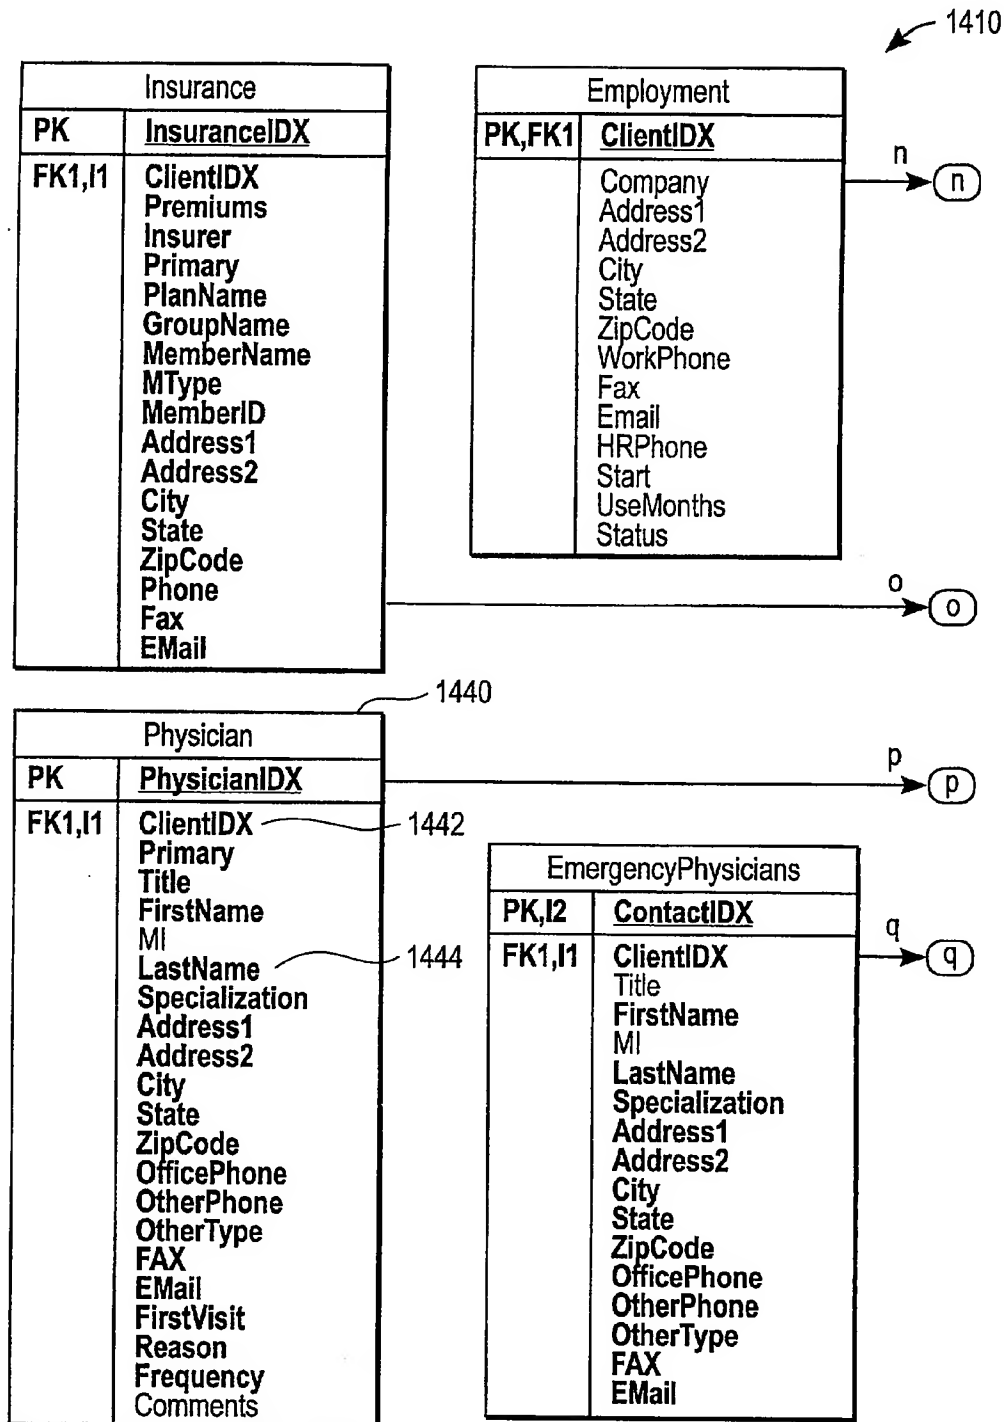 1410
Insurance
PK InsuranceIDX
FK1,I1 ClientIDX
Premiums
Insurer
Primary
PlanName
GroupName
MemberName
MType
MemberID
Address1
Address2
City
State
ZipCode
Phone
Fax
EMail
Employment
PK,FK1 ClientIDX
Company
Address1
Address2
City
State
ZipCode
WorkPhone
Fax
Email
HRPhone
Start
UseMonths
Status
n
n
o
o
1440
Physician
PK PhysicianIDX
FK1,I1 ClientIDX 1442
Primary
Title
FirstName
MI
LastName 1444
Specialization
Address1
Address2
City
State
ZipCode
OfficePhone
OtherPhone
OtherType
FAX
EMail
FirstVisit
Reason
Frequency
Comments
p
p
EmergencyPhysicians
PK,I2 ContactIDX
FK1,I1 ClientIDX
Title
FirstName
MI
LastName
Specialization
Address1
Address2
City
State
ZipCode
OfficePhone
OtherPhone
OtherType
FAX
EMail
q
q